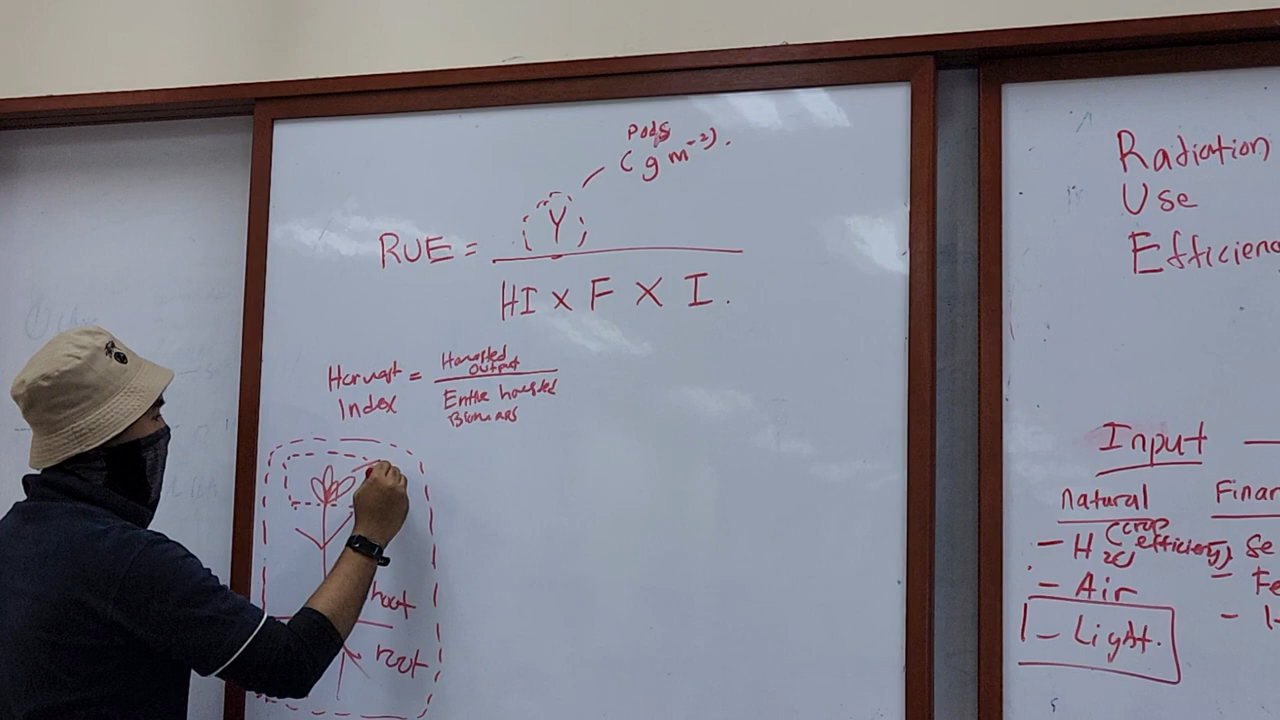 Pods
(g m⁻²).
Y
RUE =
HI x F X I.
Harvest
Index
=
Harvested
Output
Entire harvested
Biomass
shoot
root
Radiation
Use
Efficienc
Input
natural
Finan
- H₂O (crop efficiency)
Se
- Air
- Fe
- Light.